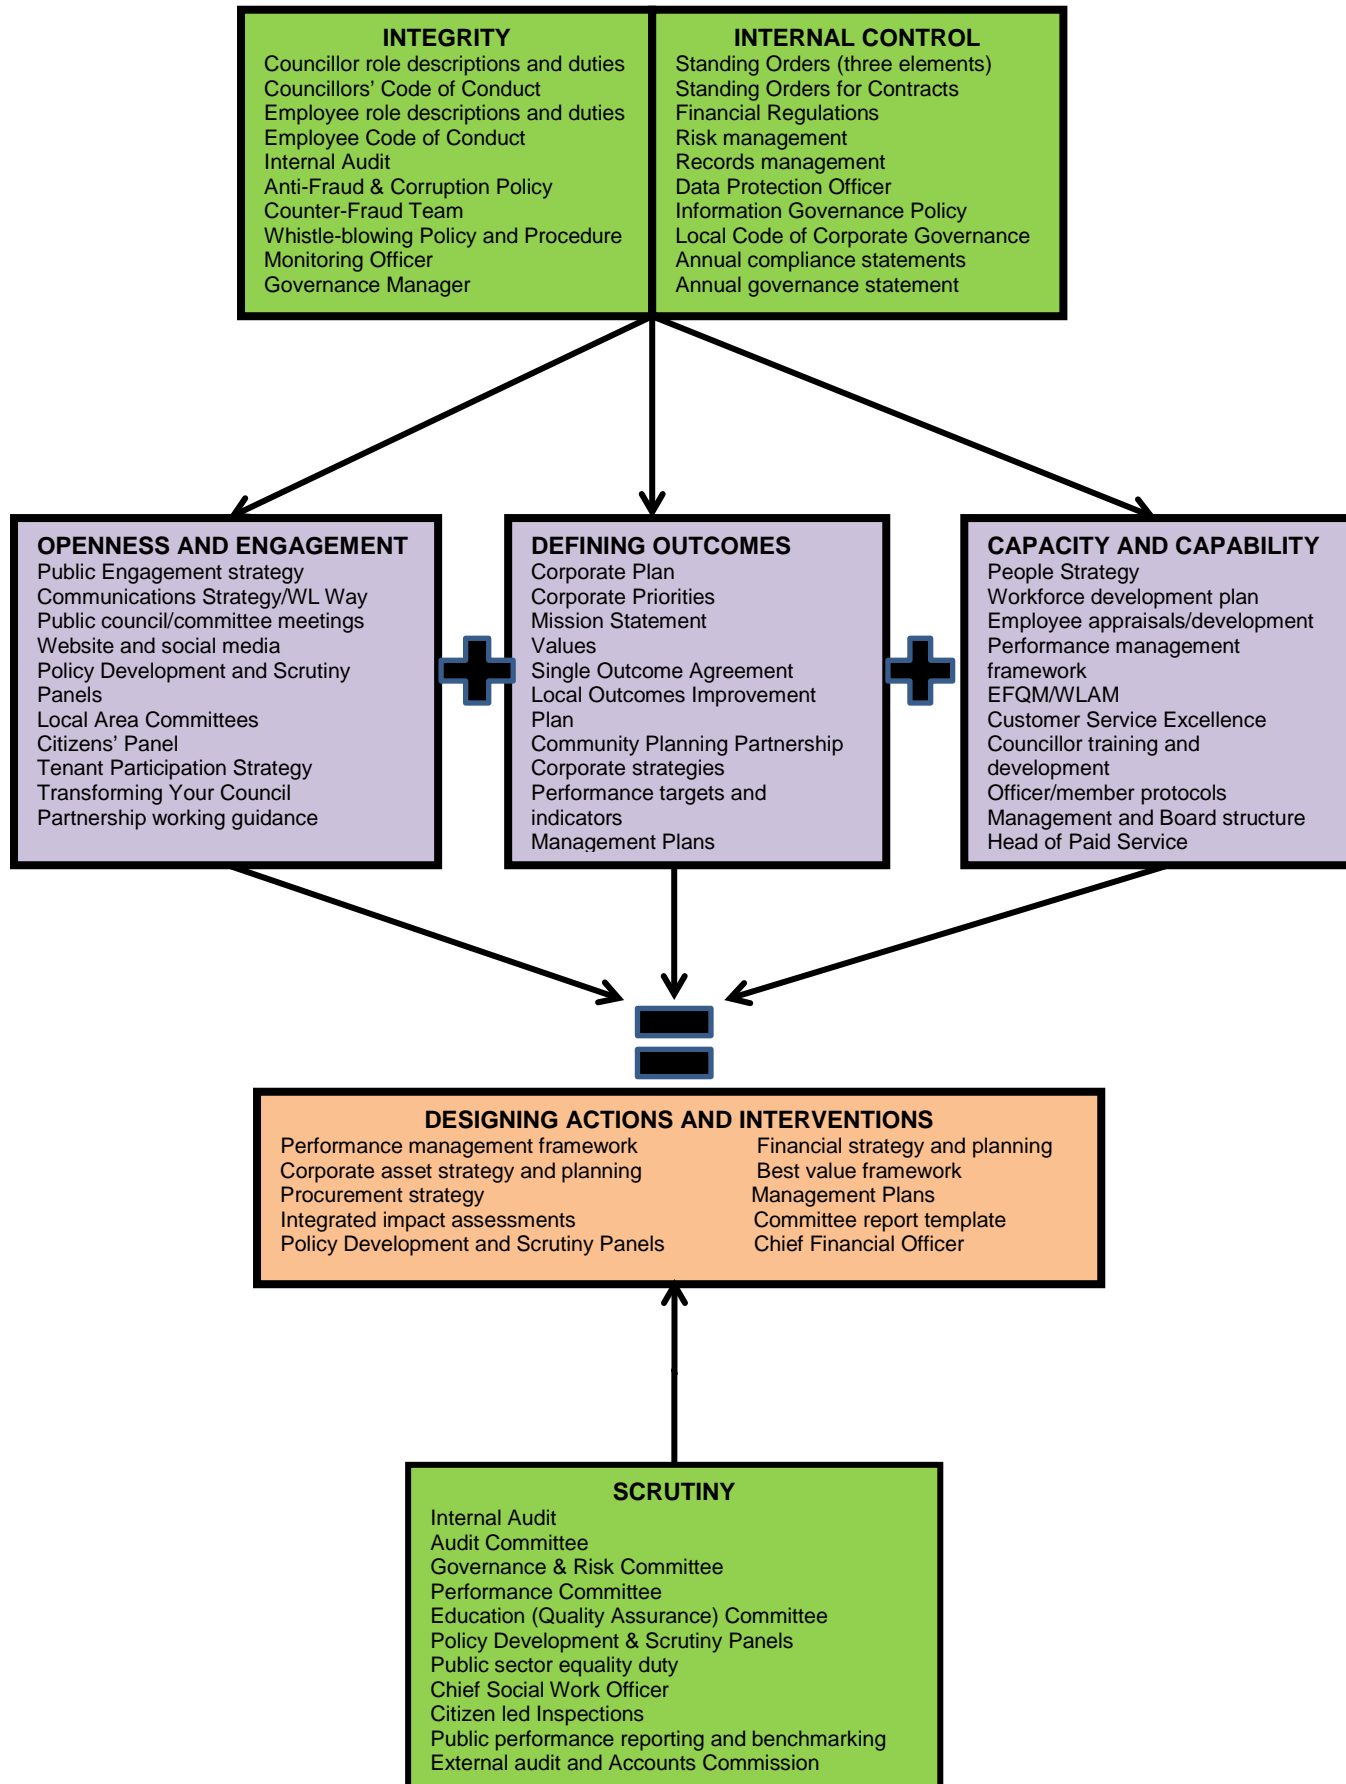 INTEGRITY
Councillor role descriptions and duties
Councillors’ Code of Conduct
Employee role descriptions and duties
Employee Code of Conduct
Internal Audit
Anti-Fraud & Corruption Policy
Counter-Fraud Team
Whistle-blowing Policy and Procedure
Monitoring Officer
Governance Manager
INTERNAL CONTROL
Standing Orders (three elements)
Standing Orders for Contracts
Financial Regulations
Risk management
Records management
Data Protection Officer
Information Governance Policy
Local Code of Corporate Governance
Annual compliance statements
Annual governance statement
OPENNESS AND ENGAGEMENT
Public Engagement strategy
Communications Strategy/WL Way
Public council/committee meetings
Website and social media
Policy Development and Scrutiny
Panels
Local Area Committees
Citizens’ Panel
Tenant Participation Strategy
Transforming Your Council
Partnership working guidance
DEFINING OUTCOMES
Corporate Plan
Corporate Priorities
Mission Statement
Values
Single Outcome Agreement
Local Outcomes Improvement
Plan
Community Planning Partnership
Corporate strategies
Performance targets and
indicators
Management Plans
CAPACITY AND CAPABILITY
People Strategy
Workforce development plan
Employee appraisals/development
Performance management
framework
EFQM/WLAM
Customer Service Excellence
Councillor training and
development
Officer/member protocols
Management and Board structure
Head of Paid Service
DESIGNING ACTIONS AND INTERVENTIONS
Performance management framework Financial strategy and planning
Corporate asset strategy and planning Best value framework
Procurement strategy Management Plans
Integrated impact assessments Committee report template
Policy Development and Scrutiny Panels Chief Financial Officer
SCRUTINY
Internal Audit
Audit Committee
Governance & Risk Committee
Performance Committee
Education (Quality Assurance) Committee
Policy Development & Scrutiny Panels
Public sector equality duty
Chief Social Work Officer
Citizen led Inspections
Public performance reporting and benchmarking
External audit and Accounts Commission